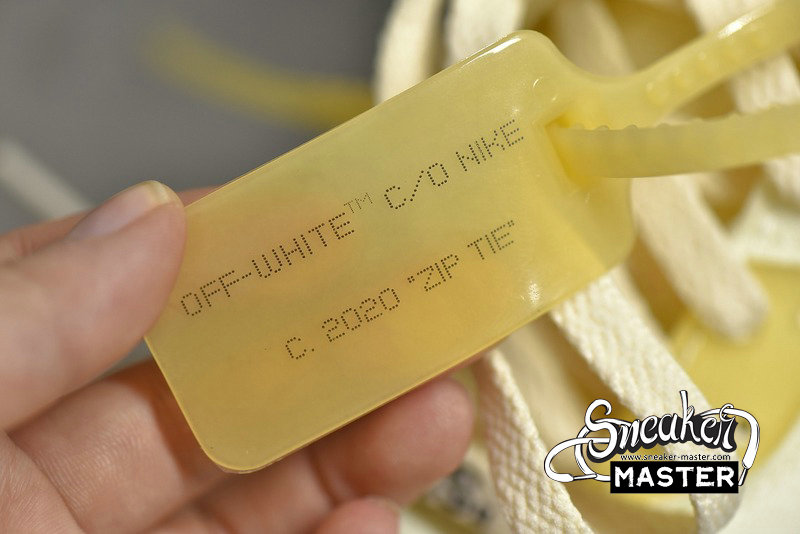 OFF-WHITE™ C/O NIKE
C. 2020 "ZIP TIE"
Sneaker
www.sneaker-master.com
MASTER